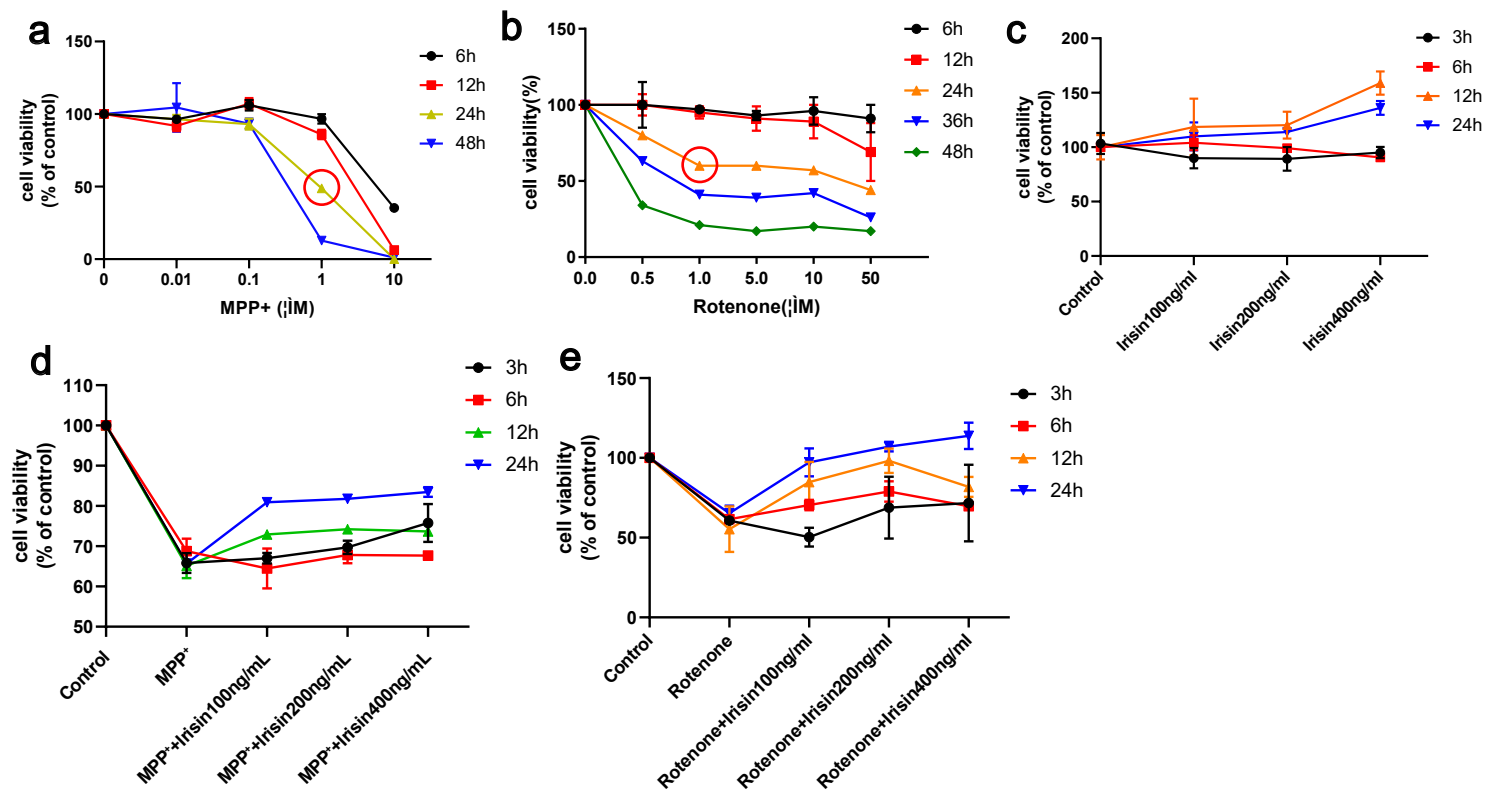 a
150
100
50
0
cell viability
(% of control)
0 0.01 0.1 1 10
MPP+ (¦ÌM)
6h
12h
24h
48h
b
150
100
50
0
cell viability(%)
0.0 0.5 1.0 5.0 10 50
Rotenone(¦ÌM)
6h
12h
24h
36h
48h
c
200
150
100
50
0
cell viability
(% of control)
Control
Irisin100ng/ml
Irisin200ng/ml
Irisin400ng/ml
3h
6h
12h
24h
d
110
100
90
80
70
60
50
cell viability
(% of control)
Control
MPP⁺
MPP⁺+Irisin100ng/mL
MPP⁺+Irisin200ng/mL
MPP⁺+Irisin400ng/mL
3h
6h
12h
24h
e
150
100
50
0
cell viability
(% of control)
Control
Rotenone
Rotenone+Irisin100ng/ml
Rotenone+Irisin200ng/ml
Rotenone+Irisin400ng/ml
3h
6h
12h
24h